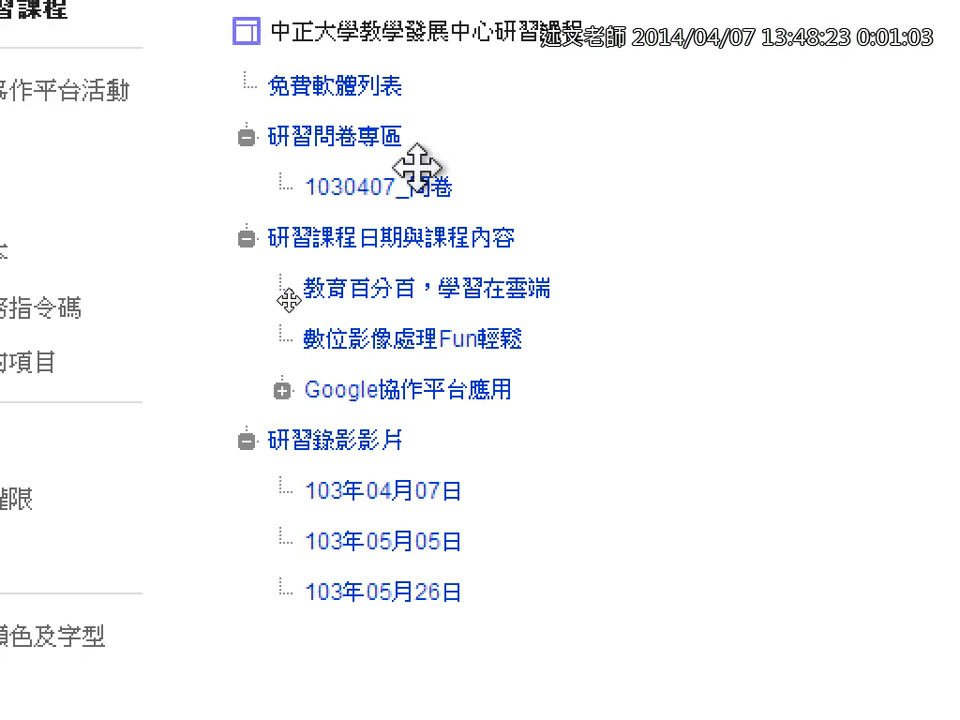 習課程
中正大學教學發展中心研習課程
老師 2014/04/07 13:48:23 0:01:03
免費軟體列表
作平台活動
研習問卷專區
1030407_問卷
研習課程日期與課程內容
教育百分百，學習在雲端
指令碼
數位影像處理Fun輕鬆
項目
Google協作平台應用
研習錄影影片
103年04月07日
權限
103年05月05日
103年05月26日
顏色及字型